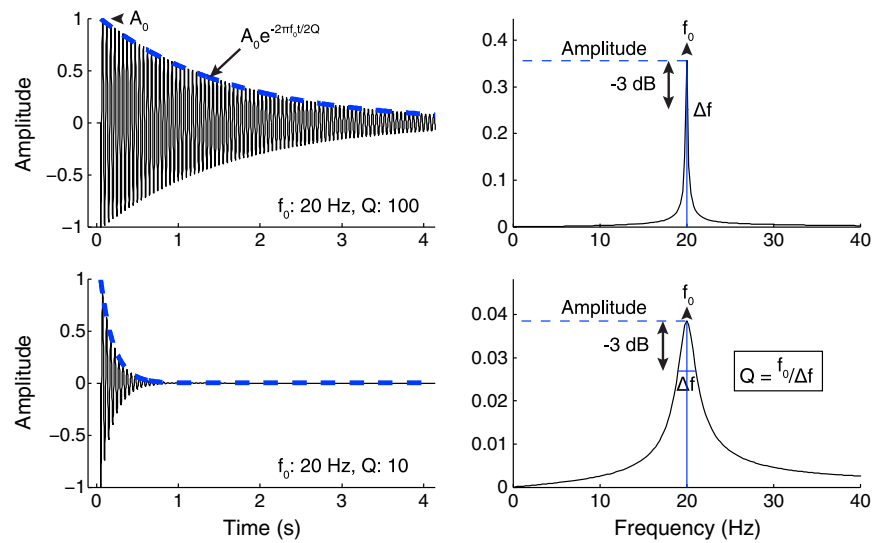 A₀
A₀e^-2πf₀t/2Q
Amplitude
1
0.5
0
−0.5
−1
0
1
2
3
4
f₀: 20 Hz, Q: 100
f₀
Amplitude
-3 dB
Δf
0.4
0.3
0.2
0.1
0
0
10
20
30
40
Amplitude
1
0.5
0
−0.5
−1
0
1
2
3
4
f₀: 20 Hz, Q: 10
Time (s)
f₀
Amplitude
-3 dB
Δf
Q = f₀/Δf
0.04
0.03
0.02
0.01
0
0
10
20
30
40
Frequency (Hz)